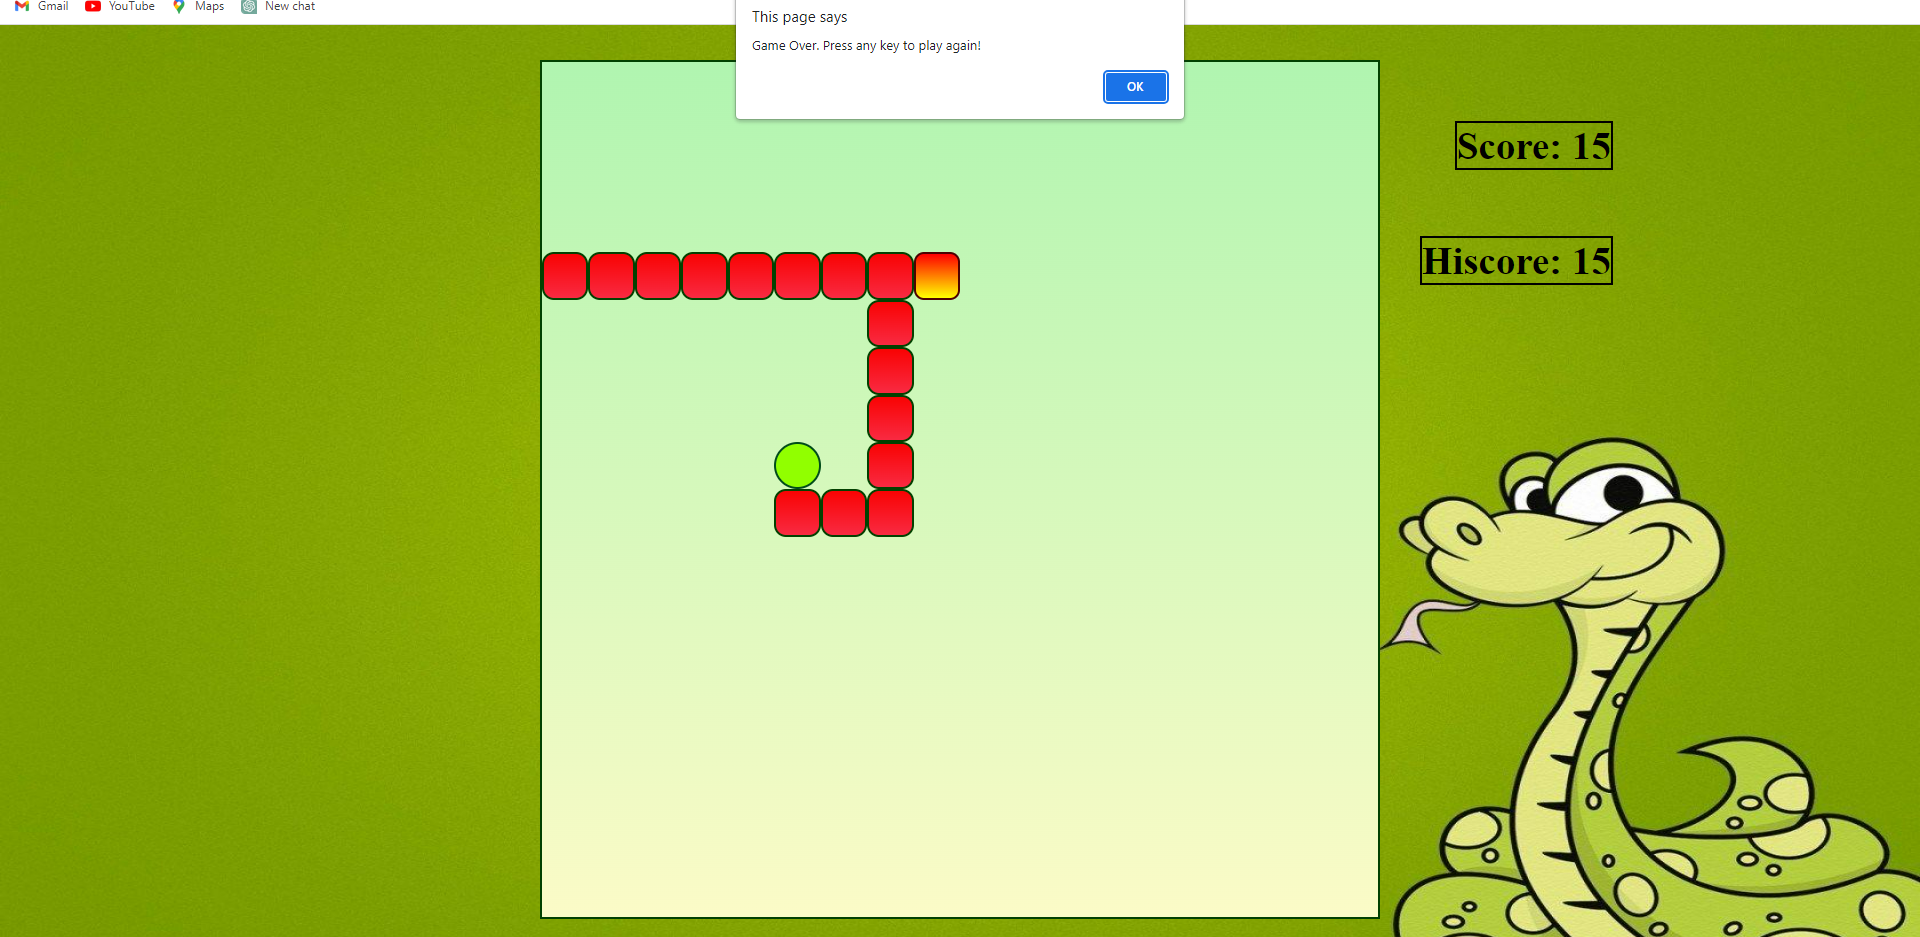 Gmail YouTube Maps New chat
This page says
Game Over. Press any key to play again!
OK
Score: 15
Hiscore: 15